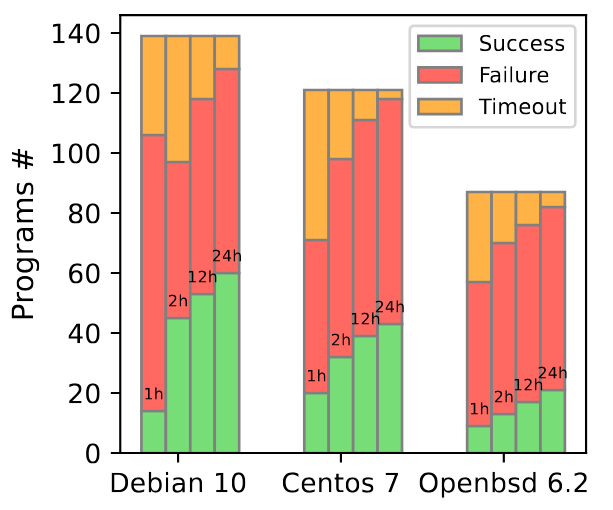 140
120
100
80
60
40
20
0
Programs #
Success
Failure
Timeout
1h
2h
12h
24h
1h
2h
12h
24h
1h
2h
12h
24h
Debian 10
Centos 7
Openbsd 6.2